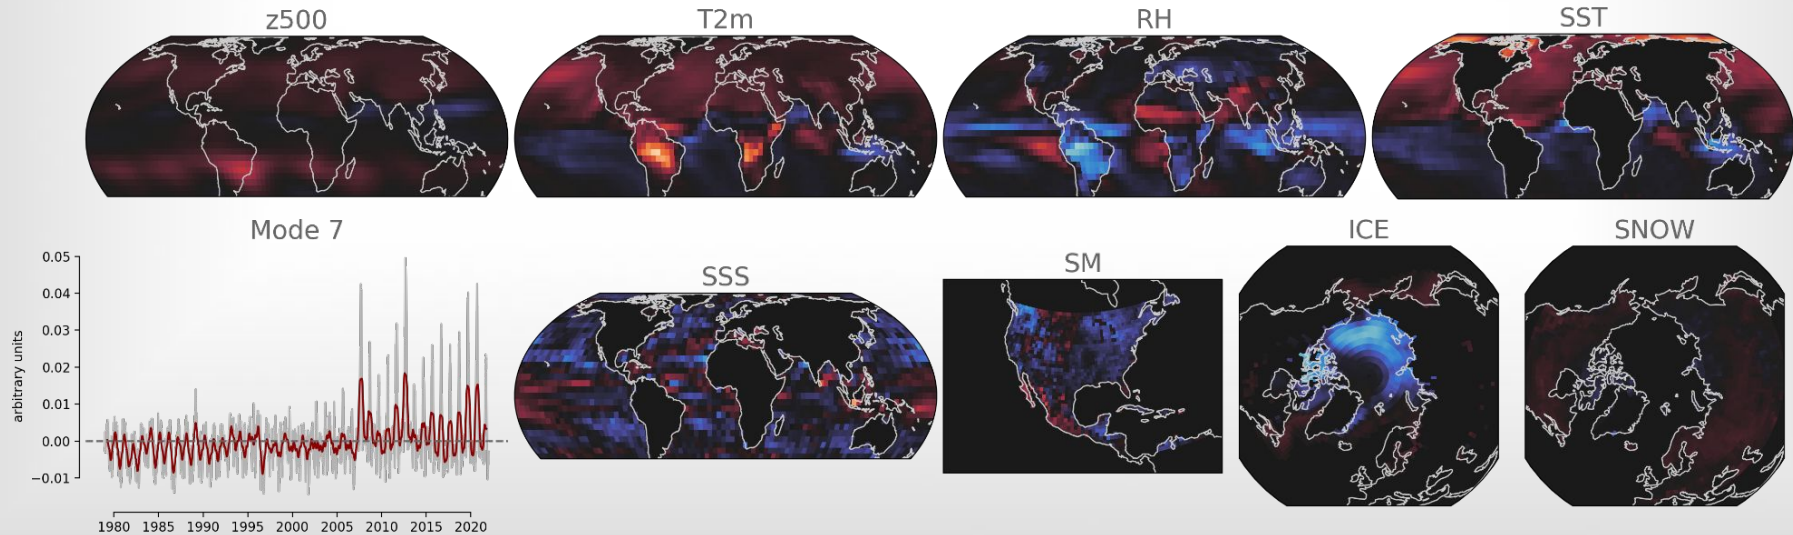 z500
T2m
RH
SST
Mode 7
0.05
0.04
0.03
0.02
0.01
0.00
−0.01
arbitrary units
1980 1985 1990 1995 2000 2005 2010 2015 2020
SSS
SM
ICE
SNOW